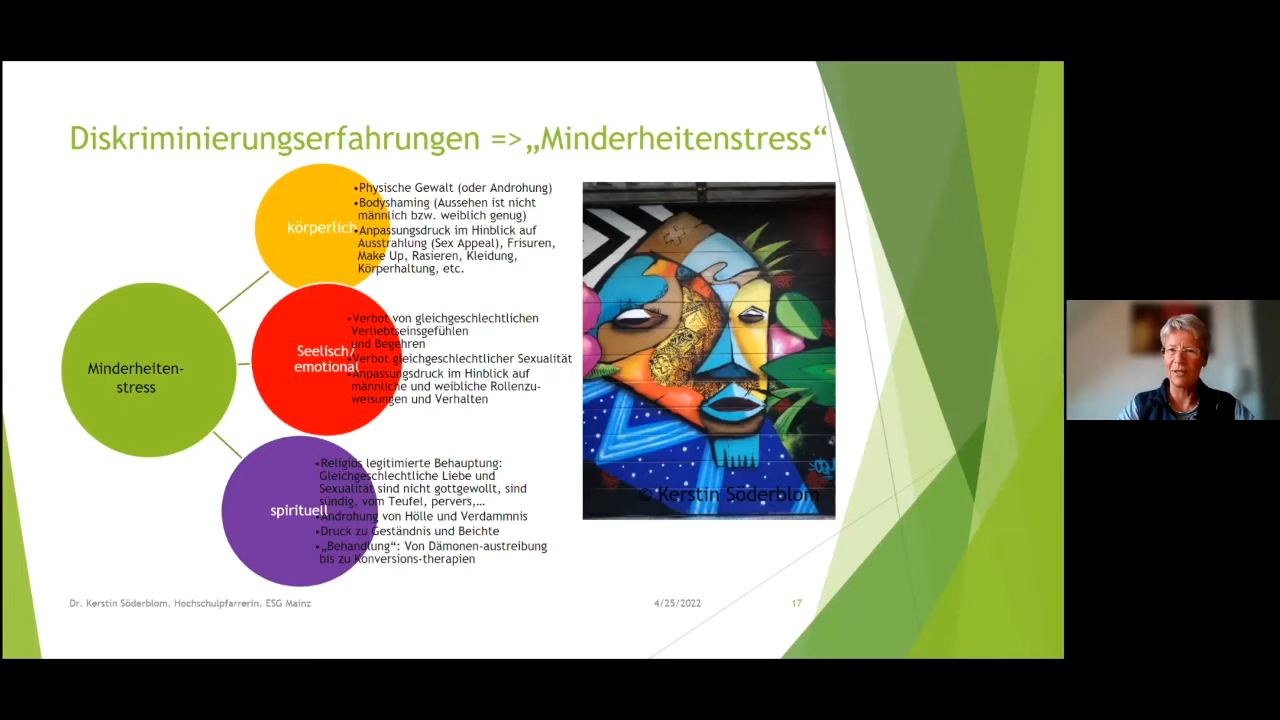 Diskriminierungserfahrungen =>„Minderheitenstress“
Minderheiten-
stress
körperlich
•Physische Gewalt (oder Androhung)
•Bodyshaming (Aussehen ist nicht
männlich bzw. weiblich genug)
•Anpassungsdruck im Hinblick auf
Ausstrahlung (Sex Appeal), Frisuren,
Make Up, Rasieren, Kleidung,
Körperhaltung, etc.
Seelisch/
emotional
•Verbot von gleichgeschlechtlichen
Verliebtseinsgefühlen
und Begehren
•Verbot gleichgeschlechtlicher Sexualität
•Anpassungsdruck im Hinblick auf
männliche und weibliche Rollenzu-
weisungen und Verhalten
spirituell
•Religiös legitimierte Behauptung:
Gleichgeschlechtliche Liebe und
Sexualität sind nicht gottgewollt, sind
sündig, vom Teufel, pervers,…
•Androhung von Hölle und Verdammnis
•Druck zu Geständnis und Beichte
•„Behandlung“: Von Dämonen-austreibung
bis zu Konversions-therapien
© Kerstin Söderblom
Dr. Kerstin Söderblom, Hochschulpfarrerin, ESG Mainz
4/25/2022
17